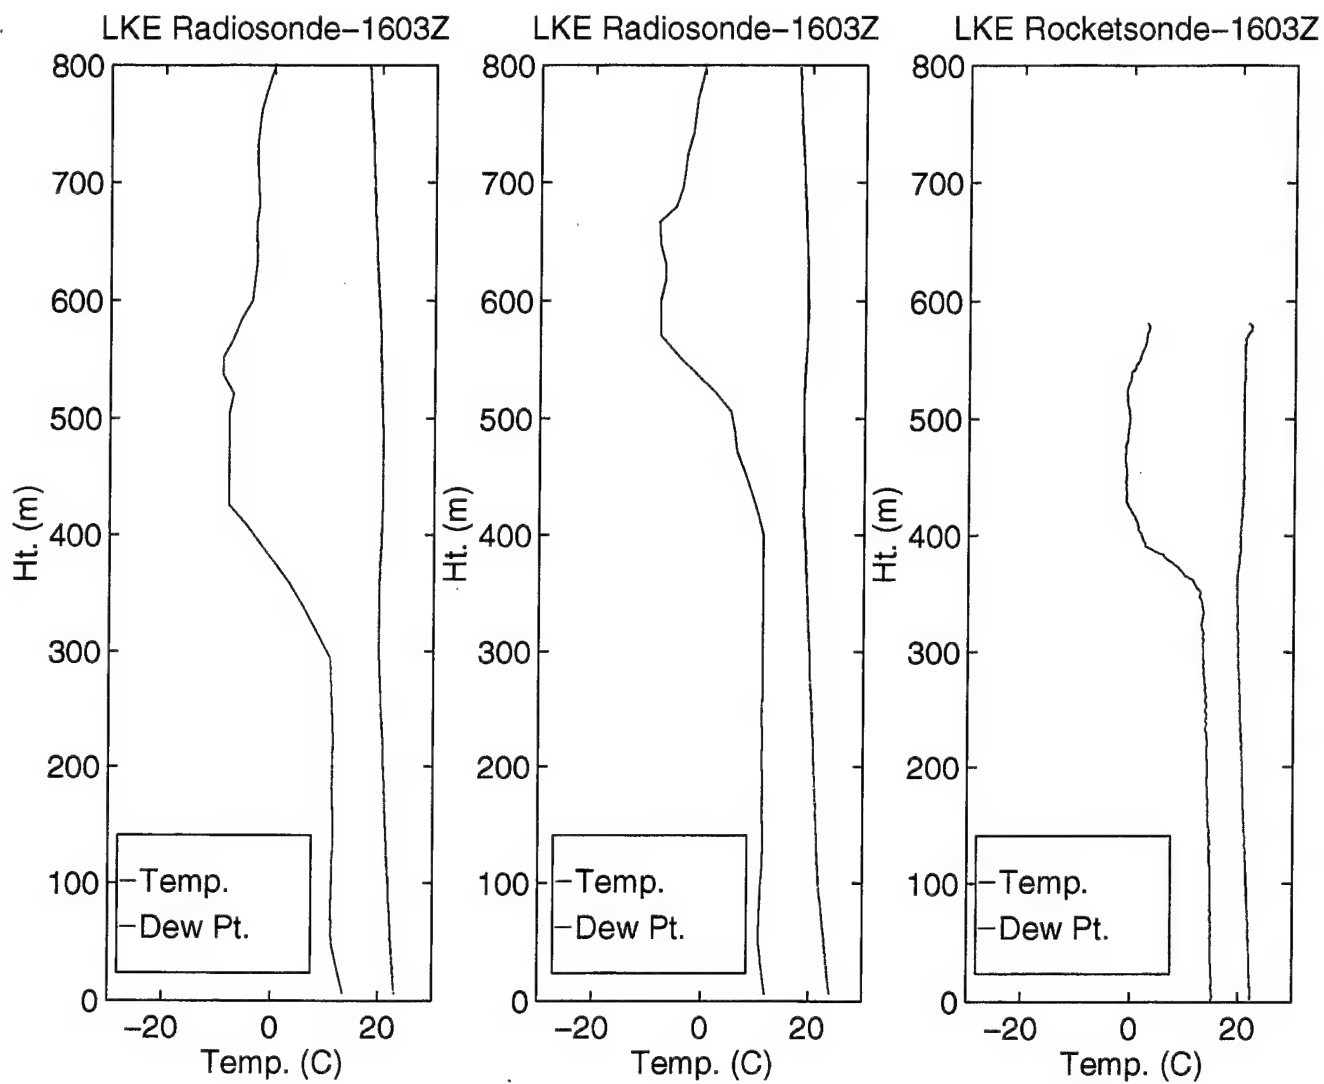 LKE Radiosonde–1603Z
800
700
600
500
400
300
200
100
0
Ht. (m)
–Temp.
–Dew Pt.
–20 0 20
Temp. (C)
LKE Radiosonde–1603Z
800
700
600
500
400
300
200
100
0
Ht. (m)
–Temp.
–Dew Pt.
–20 0 20
Temp. (C)
LKE Rocketsonde–1603Z
800
700
600
500
400
300
200
100
0
Ht. (m)
–Temp.
–Dew Pt.
–20 0 20
Temp. (C)